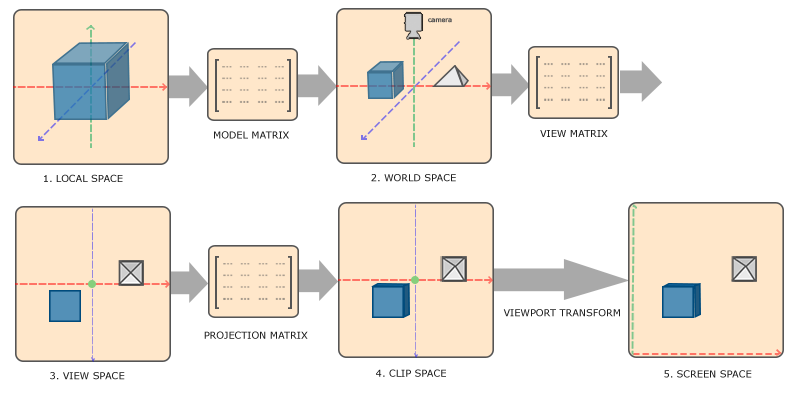 camera
MODEL MATRIX
VIEW MATRIX
1. LOCAL SPACE
2. WORLD SPACE
VIEWPORT TRANSFORM
PROJECTION MATRIX
3. VIEW SPACE
4. CLIP SPACE
5. SCREEN SPACE